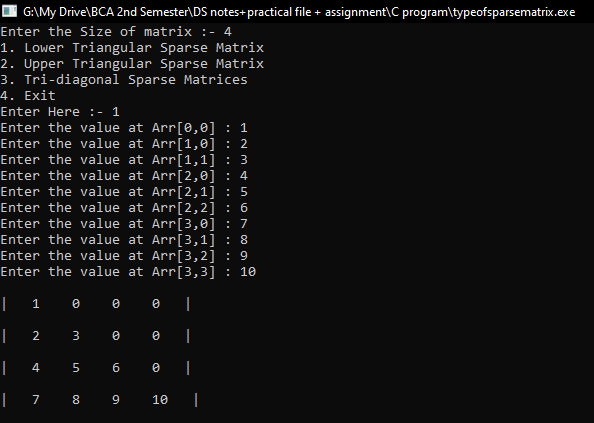 G:\My Drive\BCA 2nd Semester\DS notes+practical file + assignment\C program\typeofsparsematrix.exe
Enter the Size of matrix :- 4
1. Lower Triangular Sparse Matrix
2. Upper Triangular Sparse Matrix
3. Tri-diagonal Sparse Matrices
4. Exit
Enter Here :- 1
Enter the value at Arr[0,0] : 1
Enter the value at Arr[1,0] : 2
Enter the value at Arr[1,1] : 3
Enter the value at Arr[2,0] : 4
Enter the value at Arr[2,1] : 5
Enter the value at Arr[2,2] : 6
Enter the value at Arr[3,0] : 7
Enter the value at Arr[3,1] : 8
Enter the value at Arr[3,2] : 9
Enter the value at Arr[3,3] : 10
|   1    0    0    0   |
|   2    3    0    0   |
|   4    5    6    0   |
|   7    8    9    10   |